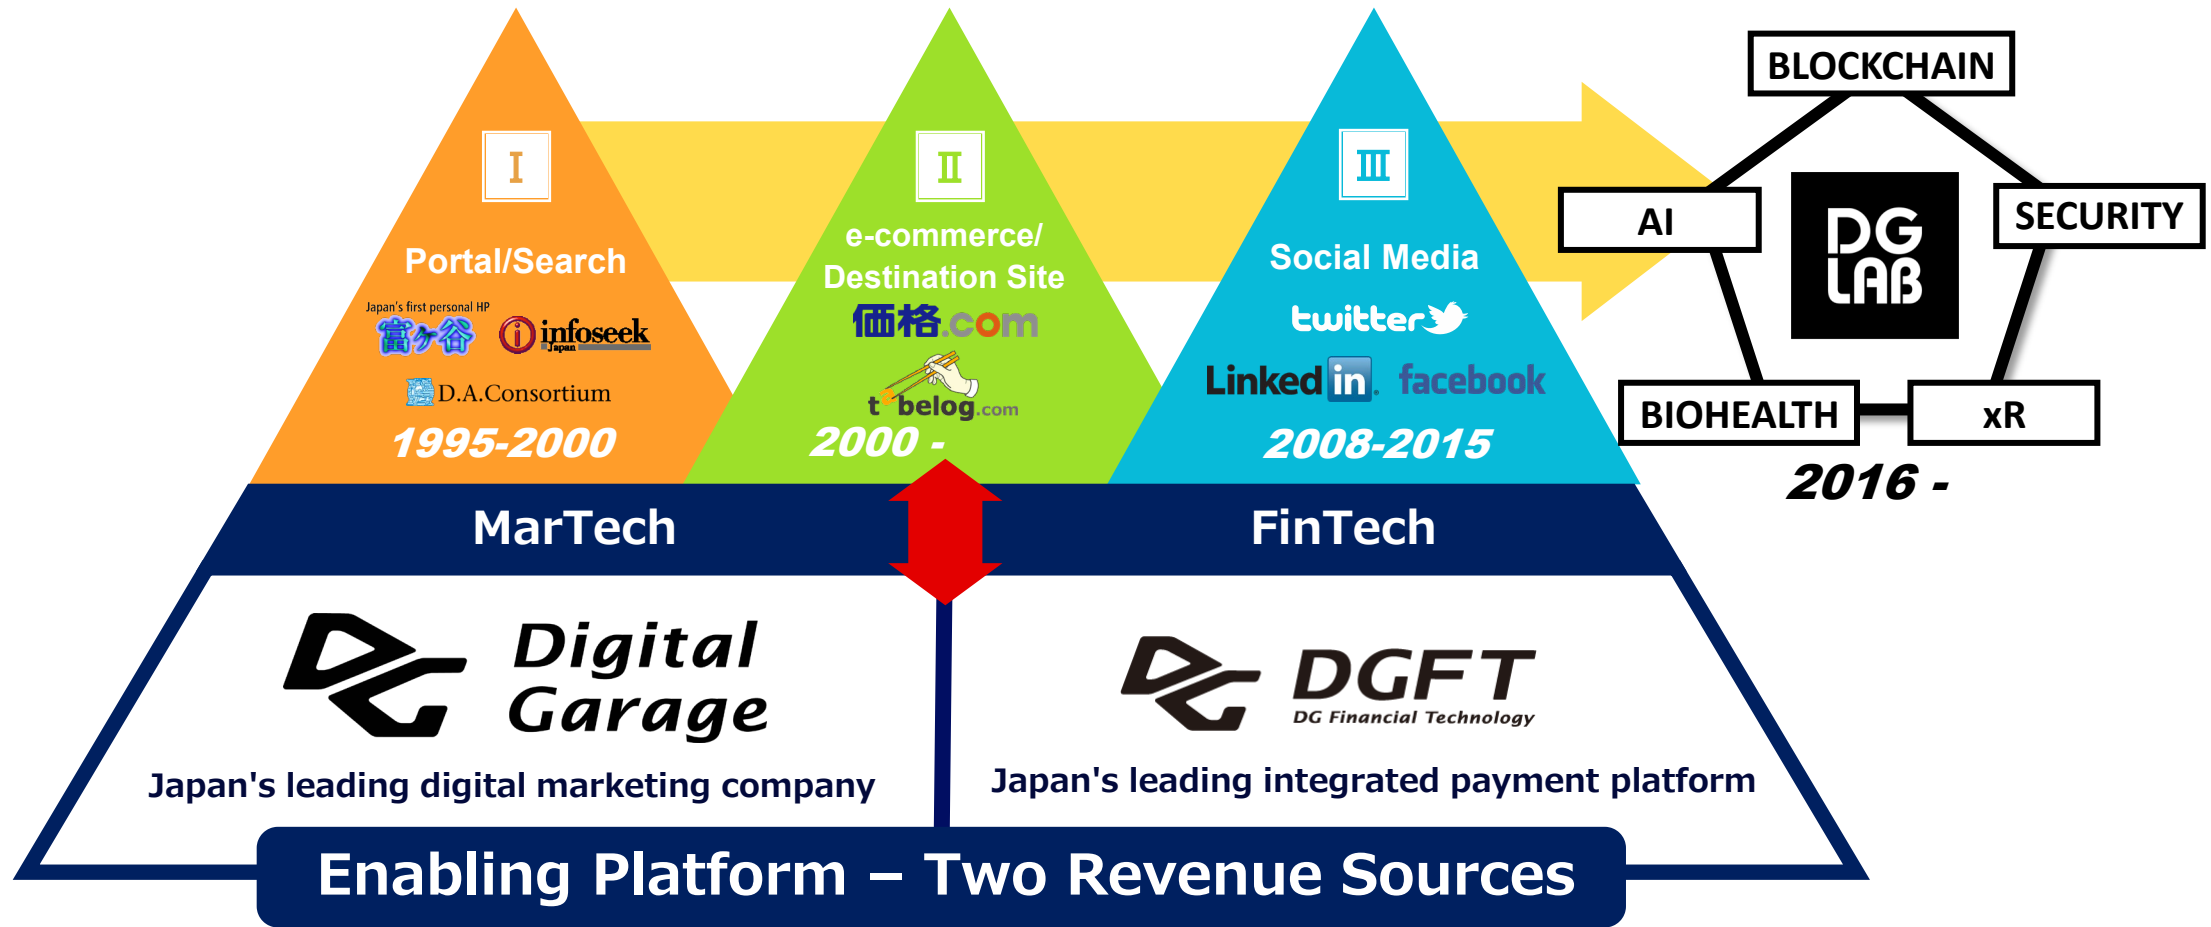 I
Portal/Search
Japan's first personal HP
富ヶ谷
infoseek
Japan
D.A.Consortium
1995-2000
II
e-commerce/
Destination Site
価格.com
tabelog.com
2000 -
III
Social Media
twitter
Linked in.
facebook
2008-2015
BLOCKCHAIN
AI
SECURITY
DG
LAB
BIOHEALTH
xR
2016 -
MarTech
FinTech
DG
Digital
Garage
Japan's leading digital marketing company
DG
DGFT
DG Financial Technology
Japan's leading integrated payment platform
Enabling Platform – Two Revenue Sources